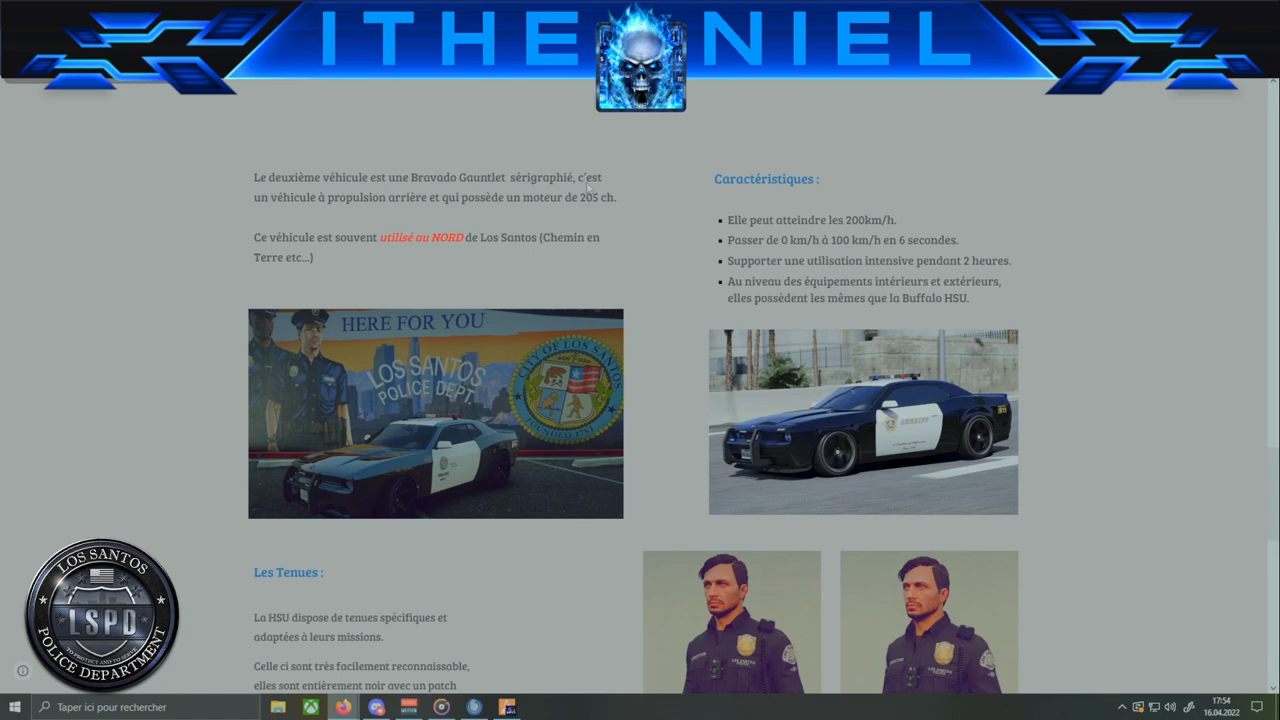 ITHE NIEL
Le deuxième véhicule est une Bravado Gauntlet sérigraphié, c'est
un véhicule à propulsion arrière et qui possède un moteur de 205 ch.
Ce véhicule est souvent utilisé au NORD de Los Santos (Chemin en
Terre etc...)
Caractéristiques :
Elle peut atteindre les 200km/h.
Passer de 0 km/h à 100 km/h en 6 secondes.
Supporter une utilisation intensive pendant 2 heures.
Au niveau des équipements intérieurs et extérieurs,
elles possèdent les mêmes que la Buffalo HSU.
HERE FOR YOU
LOS SANTOS
POLICE DEPT.
CITY OF LOS SANTOS
SHERIFF
Les Tenues :
La HSU dispose de tenues spécifiques et
adaptées à leurs missions.
Celle ci sont très facilement reconnaissable,
elles sont entièrement noir avec un patch
LOS SANTOS
LSPD
TO PROTECT AND TO SERVE
POLICE DEPARTMENT
Taper ici pour rechercher
17:54
16.04.2022